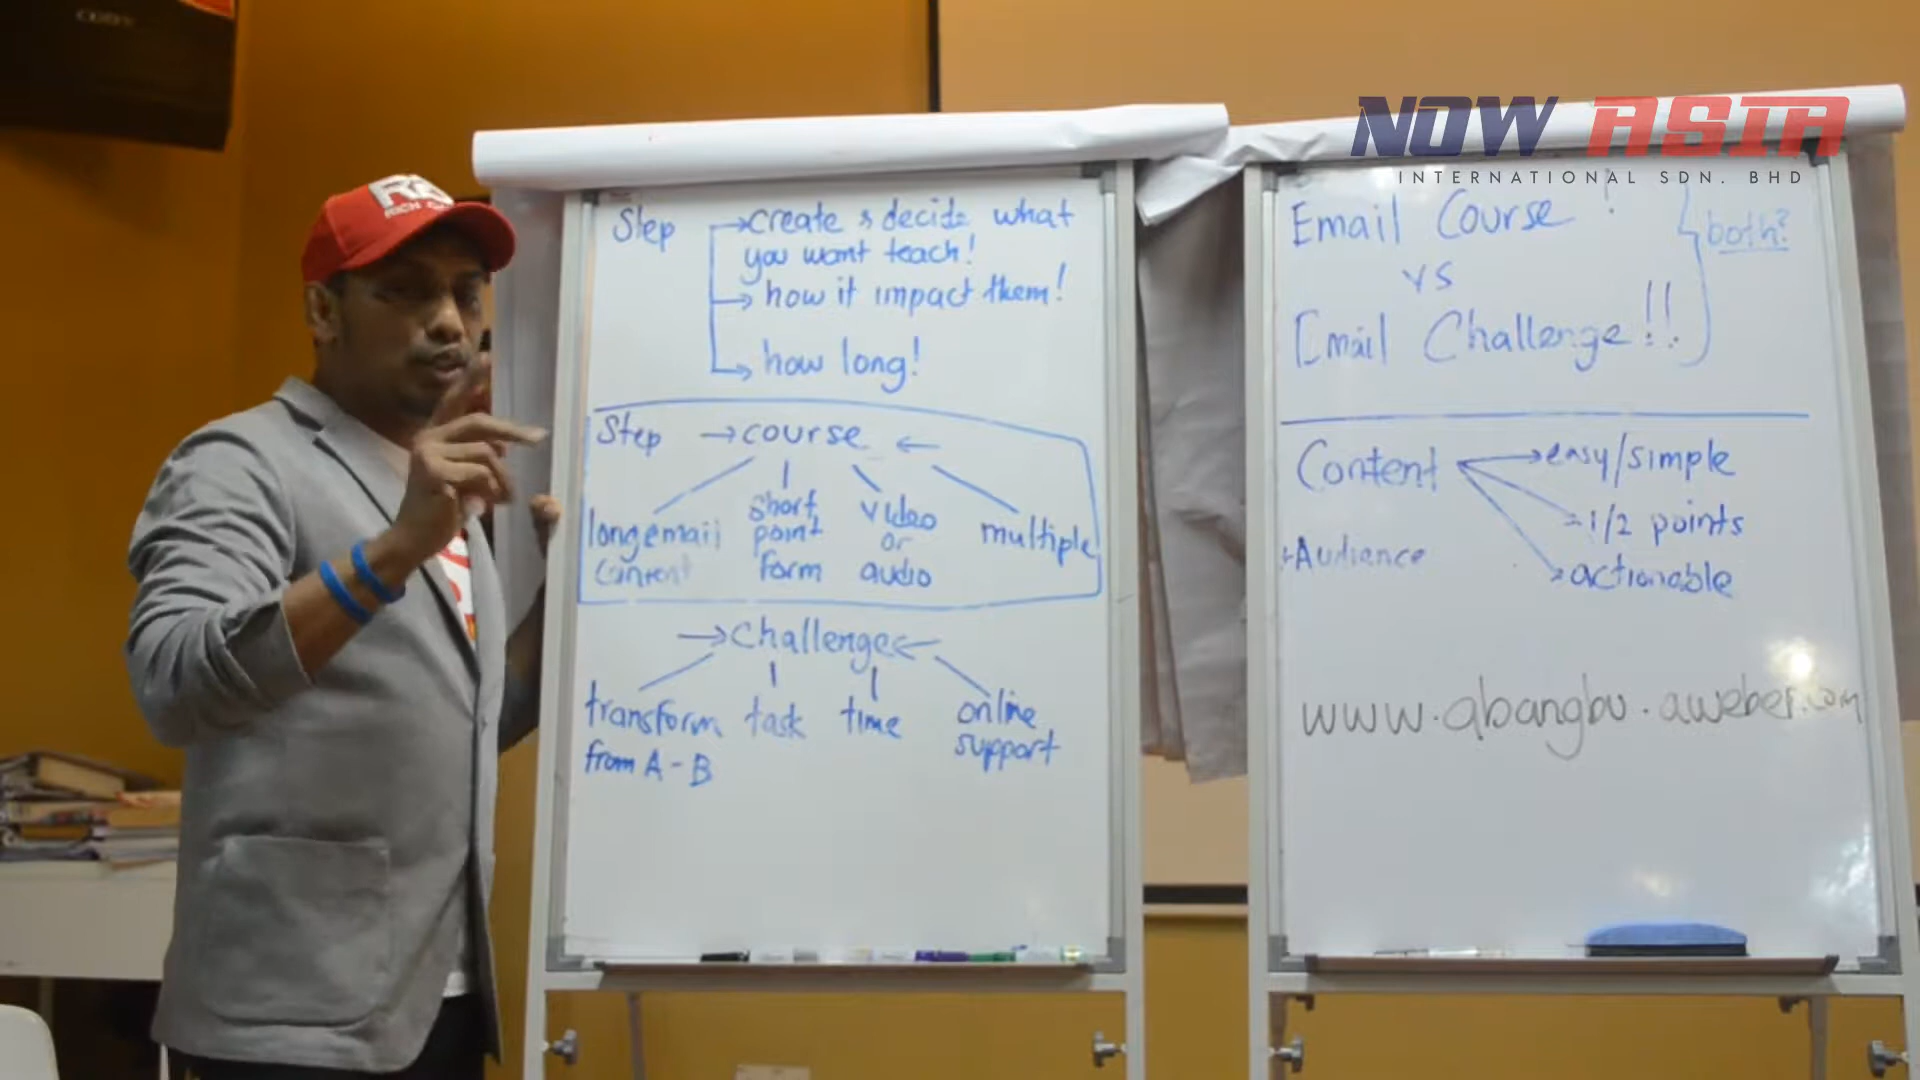 NOW ASIA
INTERNATIONAL SDN. BHD
RICH
Step
create & decide what
you want teach!
how it impact them!
how long!
Step → course ←
long email
content
short
point
form
video
or
audio
multiple
→ challenge ←
transform
from A - B
task
time
online
support
Email Course !
vs
Email Challenge!!
both?
Content
easy/simple
1/2 points
actionable
+Audience
www.abangbu.aweber.com